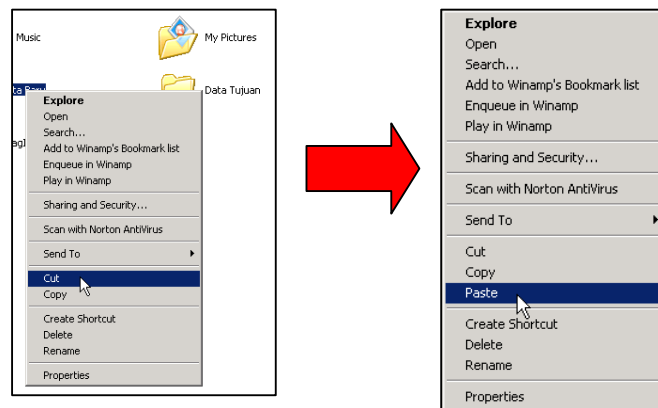 Music
My Pictures
Data Tujuan
Explore
Open
Search...
Add to Winamp's Bookmark list
Enqueue in Winamp
Play in Winamp
Sharing and Security...
Scan with Norton AntiVirus
Send To
Cut
Copy
Create Shortcut
Delete
Rename
Properties
Explore
Open
Search...
Add to Winamp's Bookmark list
Enqueue in Winamp
Play in Winamp
Sharing and Security...
Scan with Norton AntiVirus
Send To
Cut
Copy
Paste
Create Shortcut
Delete
Rename
Properties